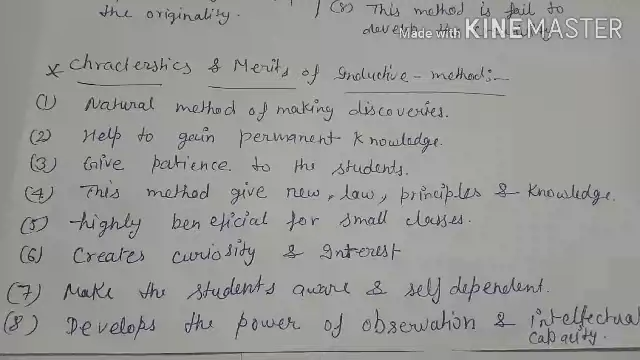 the originality.
(8) This method is fail to
develop
Made with KINEMASTER
* Chracterstics & Merits of Inductive - method:-
(1) Natural method of making discoveries.
(2) Help to gain permanent knowledge.
(3) Give patience to the students.
(4) This method give new, law, principles & knowledge.
(5) highly beneficial for small classes.
(6) Creates curiosity & Interest
(7) Make the students aware & self dependent.
(8) Develops the power of observation & intellectual
capacity.